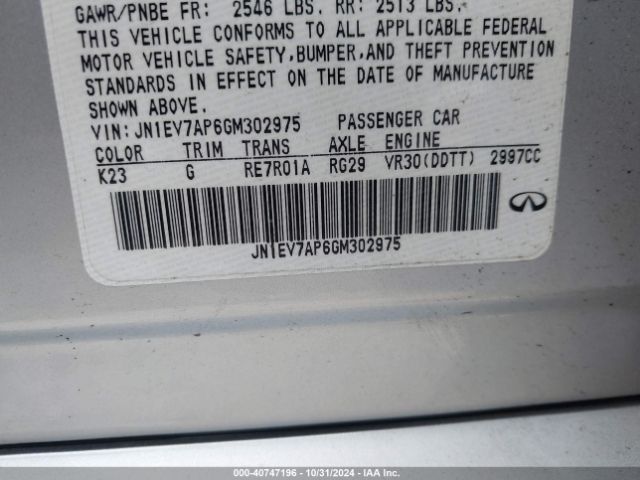 GAWR/PNBE FR: 2546 LBS. RR: 2513 LBS.
THIS VEHICLE CONFORMS TO ALL APPLICABLE FEDERAL
MOTOR VEHICLE SAFETY,BUMPER,AND THEFT PREVENTION
STANDARDS IN EFFECT ON THE DATE OF MANUFACTURE
SHOWN ABOVE.
VIN:JN1EV7AP6GM302975 PASSENGER CAR
COLOR TRIM TRANS AXLE ENGINE
K23 G RE7R01A RG29 VR30(DDTT) 2997CC
JN1EV7AP6GM302975
000-40747196 • 10/31/2024 • IAA Inc.